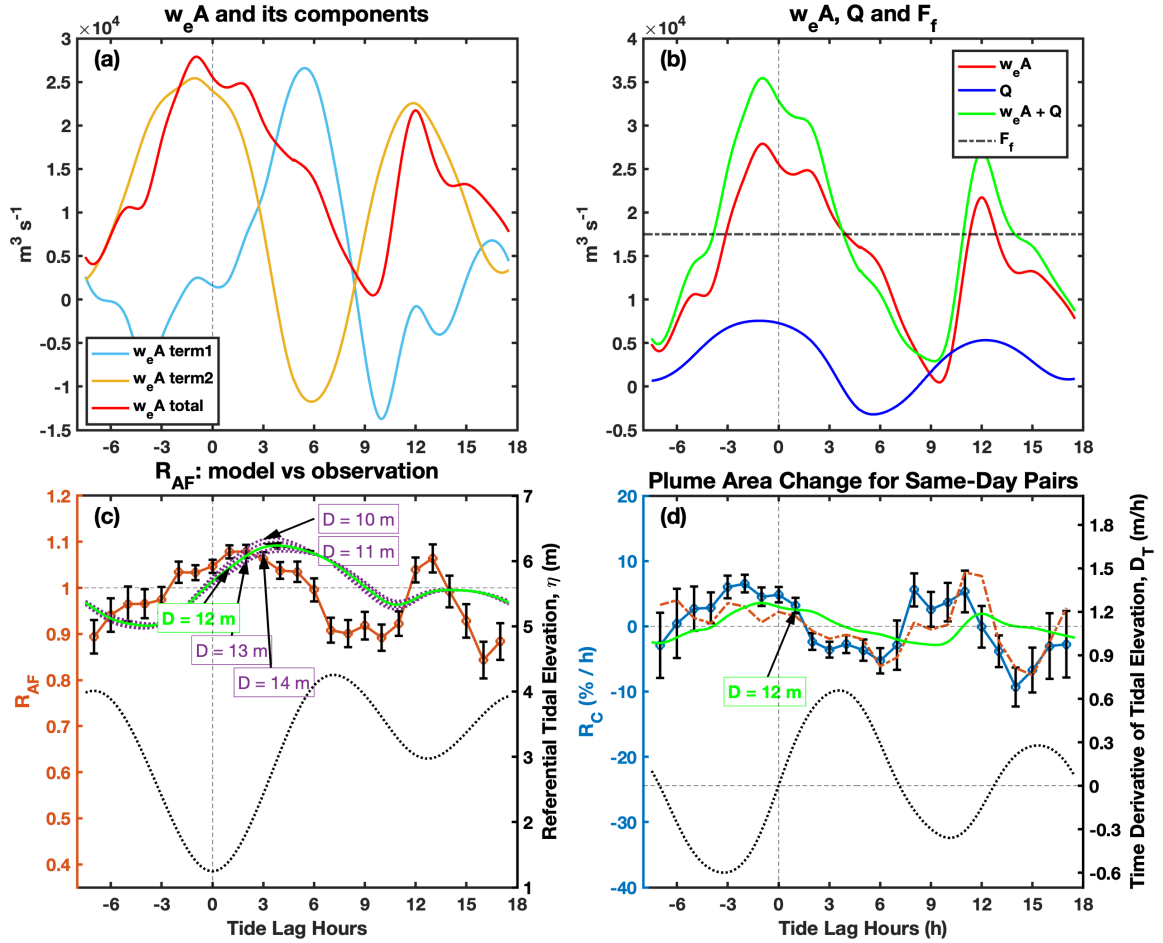 w_eA and its components
×10^4
(a)
3
2.5
2
1.5
1
0.5
0
-0.5
-1
-1.5
m^3 s^-1
w_eA term1
w_eA term2
w_eA total
-6 -3 0 3 6 9 12 15 18
w_eA, Q and F_f
×10^4
(b)
4
3.5
3
2.5
2
1.5
1
0.5
0
-0.5
m^3 s^-1
w_eA
Q
w_eA + Q
F_f
-6 -3 0 3 6 9 12 15 18
R_AF: model vs observation
(c)
1.2
1.1
1
0.9
0.8
0.7
0.6
0.5
0.4
R_AF
D = 10 m
D = 11 m
D = 12 m
D = 13 m
D = 14 m
7
6
5
4
3
2
1
Referential Tidal Elevation, η (m)
-6 -3 0 3 6 9 12 15 18
Tide Lag Hours
Plume Area Change for Same-Day Pairs
(d)
20
10
0
-10
-20
-30
-40
R_C (% / h)
D = 12 m
1.8
1.5
1.2
0.9
0.6
0.3
0
-0.3
-0.6
Time Derivative of Tidal Elevation, D_T (m/h)
-6 -3 0 3 6 9 12 15 18
Tide Lag Hours (h)